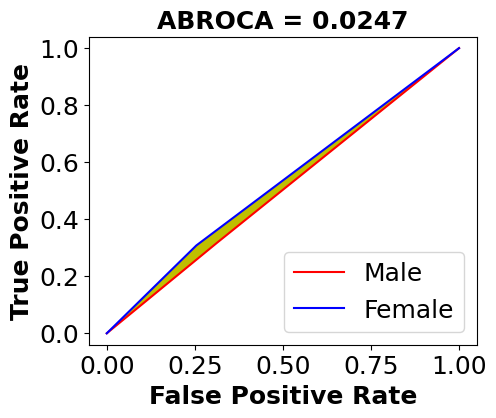 ABROCA = 0.0247
True Positive Rate
1.0
0.8
0.6
0.4
0.2
0.0
Male
Female
0.00 0.25 0.50 0.75 1.00
False Positive Rate